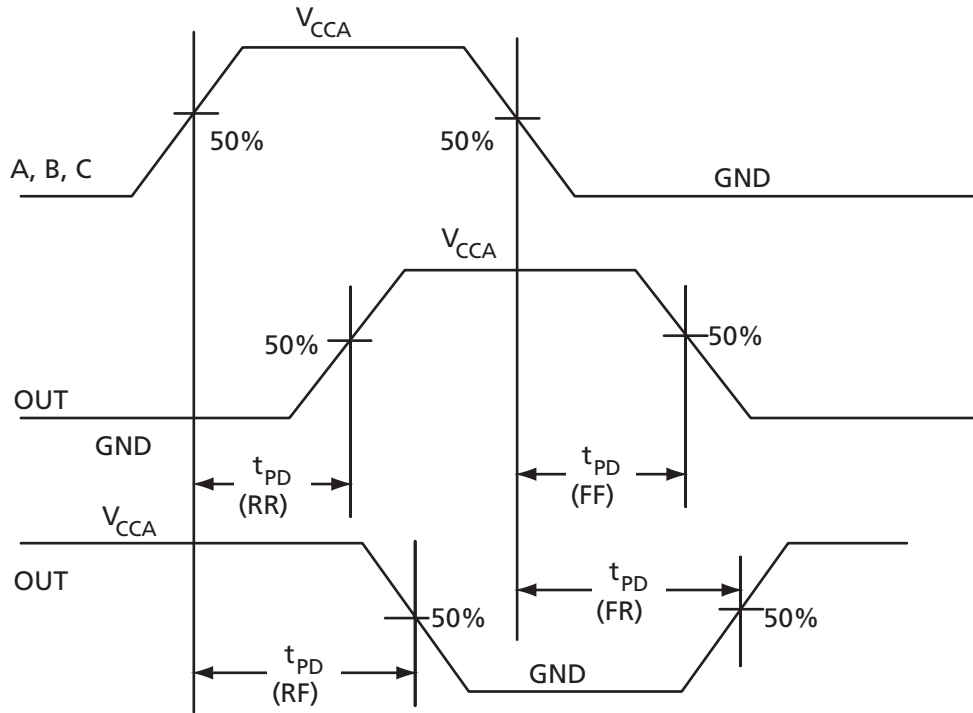 VCCA
50%
50%
A, B, C
GND
VCCA
50%
50%
OUT
GND
tPD
(RR)
tPD
(FF)
VCCA
OUT
tPD
(FR)
50%
50%
tPD
(RF)
GND